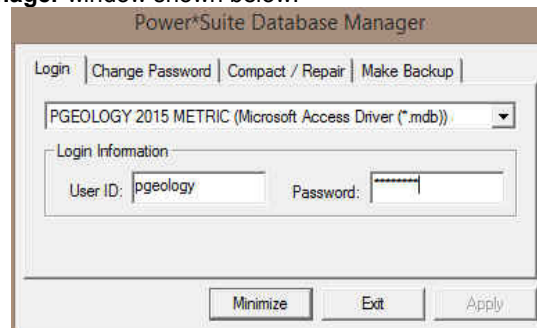 window shown below
Power*Suite Database Manager
Login Change Password Compact / Repair Make Backup
PGEOLOGY 2015 METRIC (Microsoft Access Driver (*.mdb))
Login Information
User ID: pgeology Password: ********
Minimize Exit Apply